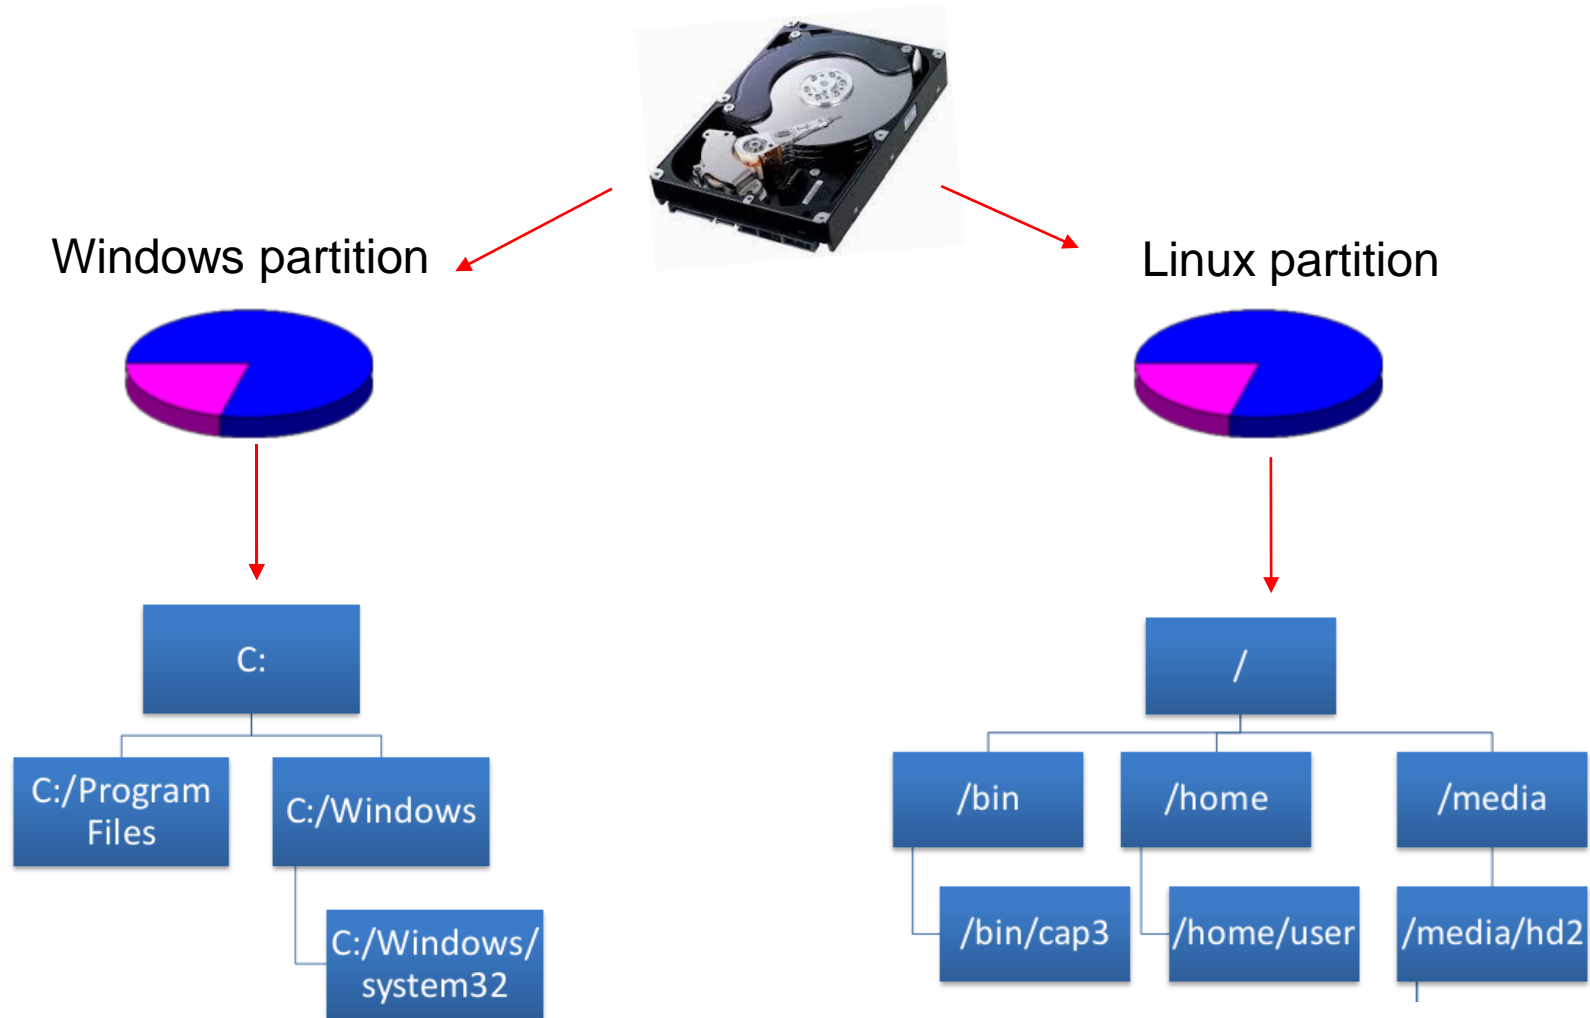 Windows partition
Linux partition
C:
/
C:/Program
Files
C:/Windows
/bin
/home
/media
C:/Windows/
system32
/bin/cap3
/home/user
/media/hd2